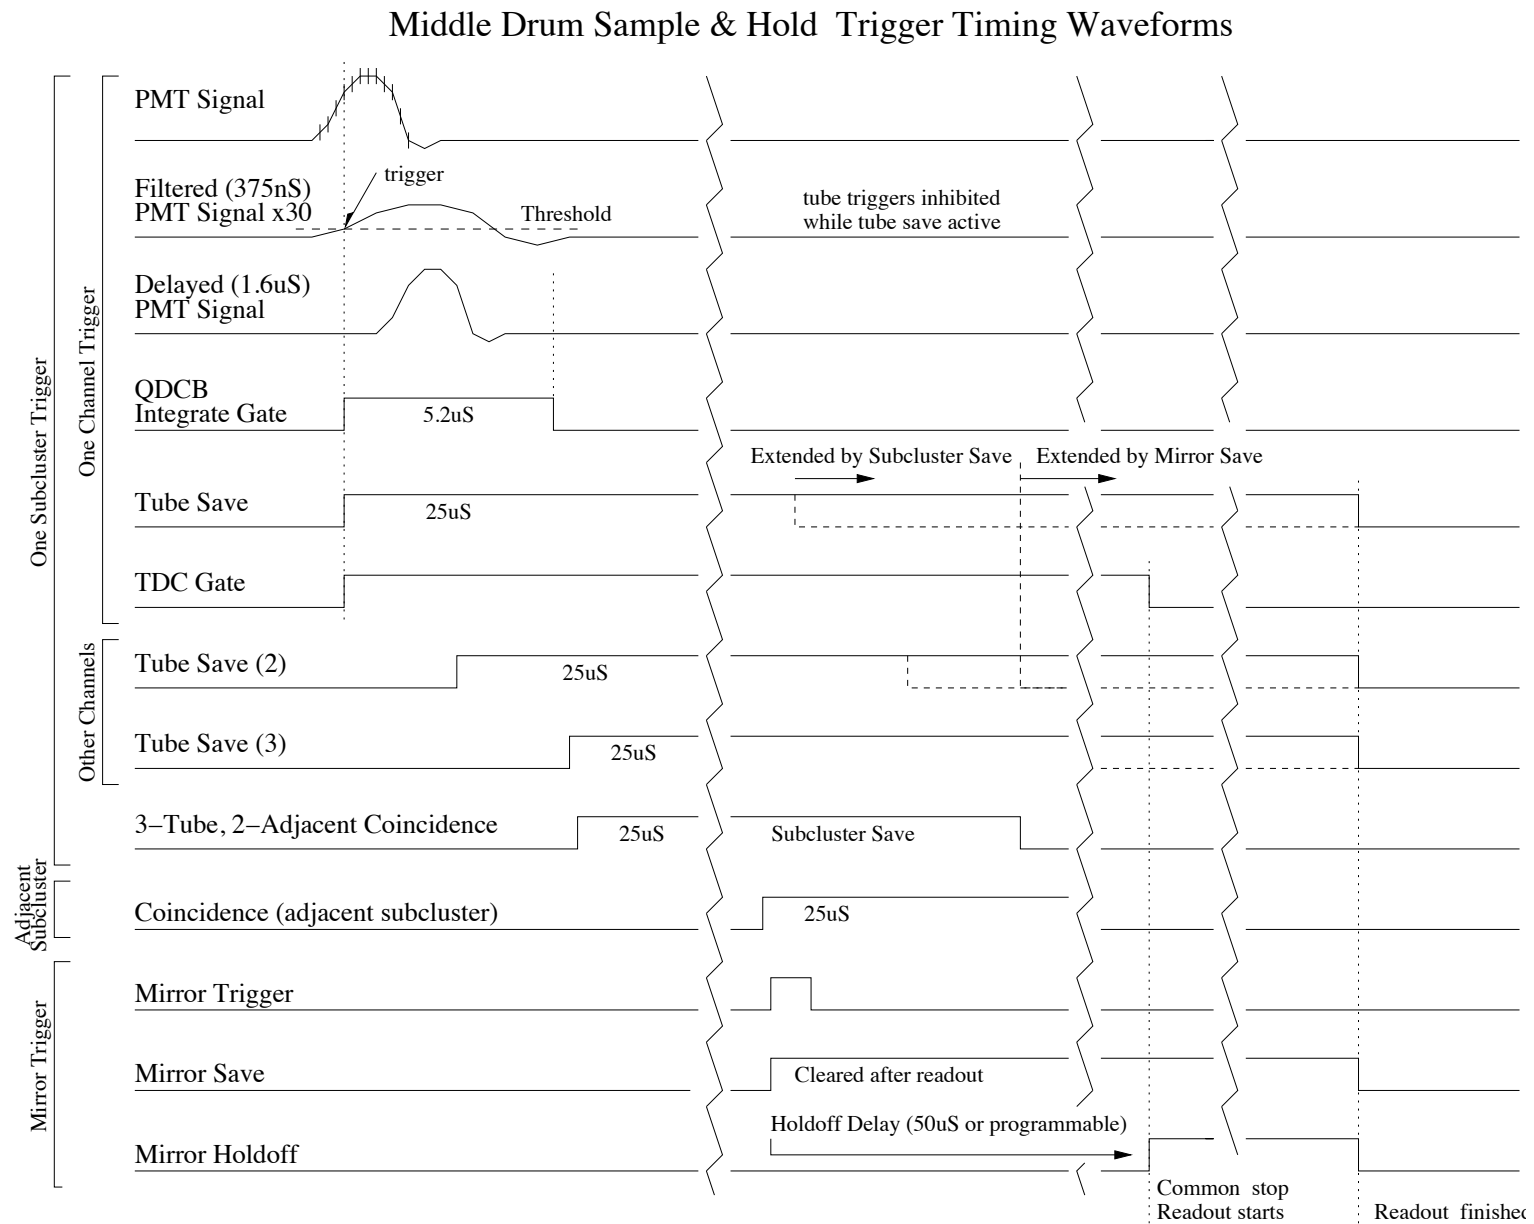 Middle Drum Sample & Hold Trigger Timing Waveforms
PMT Signal
trigger
Filtered (375nS)
PMT Signal x30
Threshold
tube triggers inhibited
while tube save active
Delayed (1.6uS)
PMT Signal
One Channel Trigger
One Subcluster Trigger
QDCB
Integrate Gate
5.2uS
Extended by Subcluster Save
Extended by Mirror Save
Tube Save
25uS
TDC Gate
Other Channels
Tube Save (2)
25uS
Tube Save (3)
25uS
3−Tube, 2−Adjacent Coincidence
25uS
Subcluster Save
Adjacent
Subcluster
Coincidence (adjacent subcluster)
25uS
Mirror Trigger
Mirror Trigger
Mirror Save
Cleared after readout
Holdoff Delay (50uS or programmable)
Mirror Holdoff
Common stop
Readout starts
Readout finished